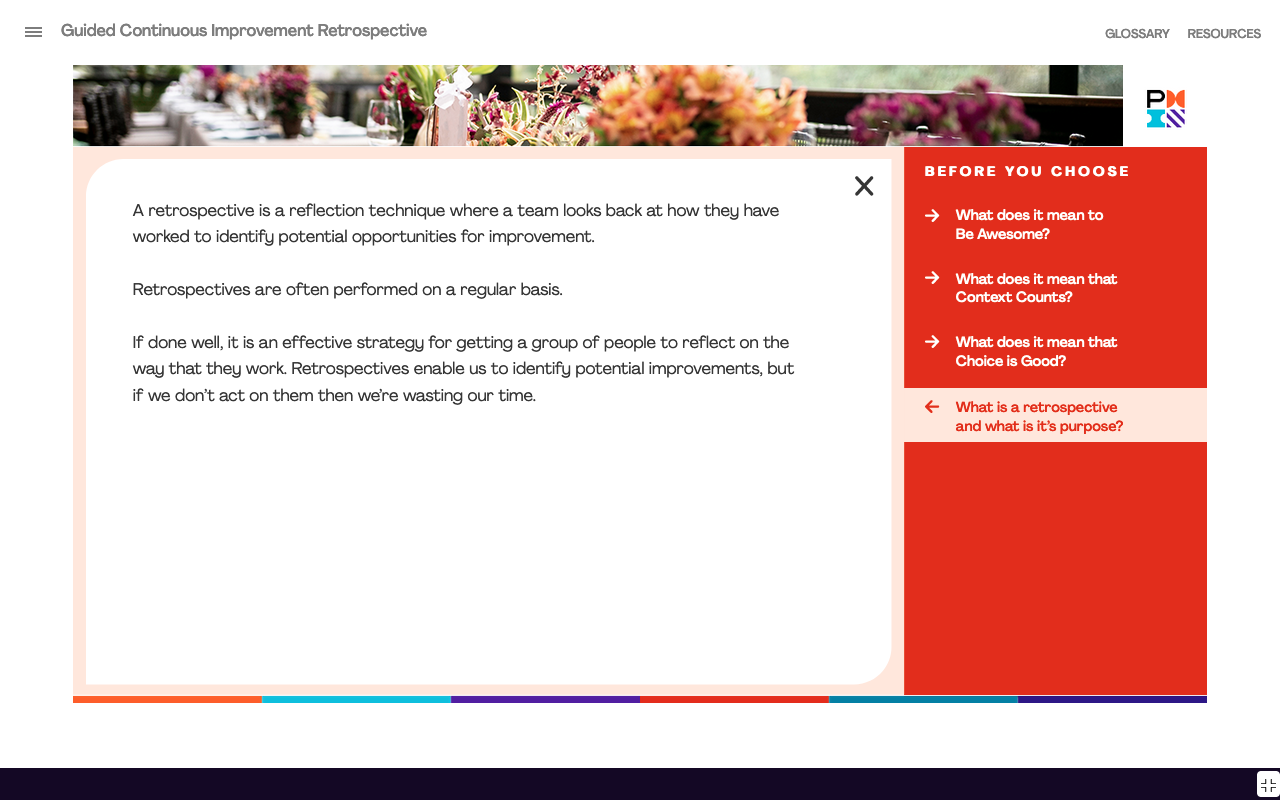 Guided Continuous Improvement Retrospective
GLOSSARY RESOURCES
PMI
A retrospective is a reflection technique where a team looks back at how they have
worked to identify potential opportunities for improvement.
Retrospectives are often performed on a regular basis.
If done well, it is an effective strategy for getting a group of people to reflect on the
way that they work. Retrospectives enable us to identify potential improvements, but
if we don’t act on them then we’re wasting our time.
BEFORE YOU CHOOSE
What does it mean to
Be Awesome?
What does it mean that
Context Counts?
What does it mean that
Choice is Good?
What is a retrospective
and what is it’s purpose?